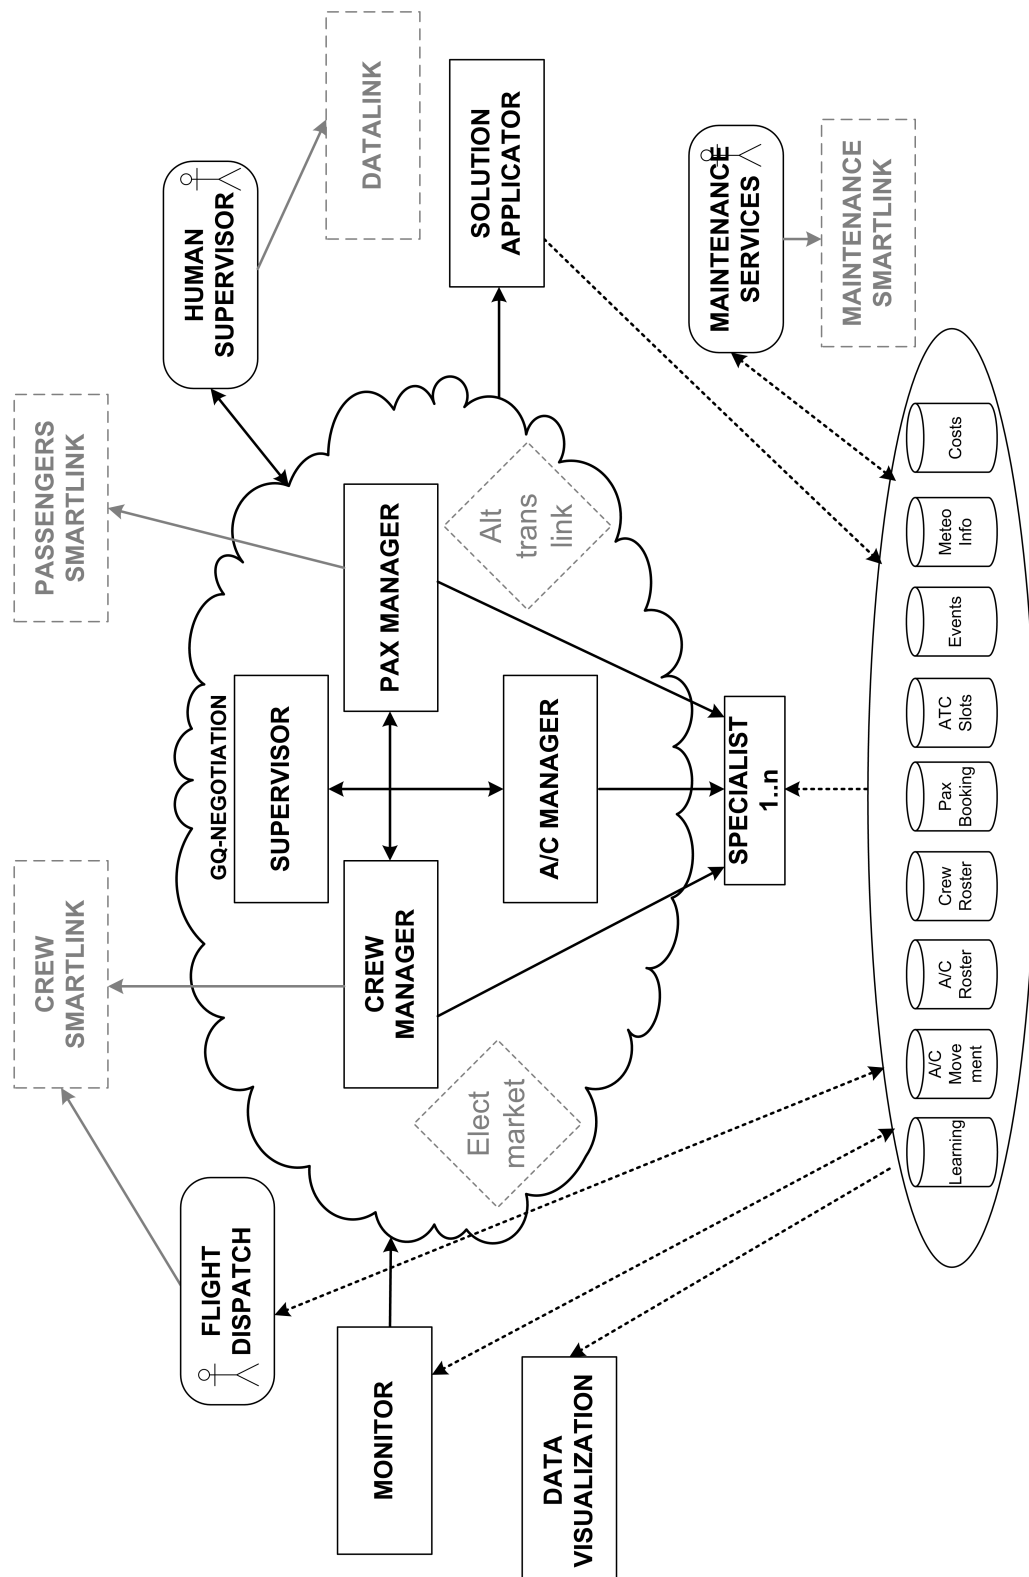 CREW
SMARTLINK
PASSENGERS
SMARTLINK
FLIGHT
DISPATCH
HUMAN
SUPERVISOR
DATALINK
GQ-NEGOTIATION
SUPERVISOR
MONITOR
CREW
MANAGER
PAX MANAGER
SOLUTION
APPLICATOR
Elect
market
A/C MANAGER
Alt
trans
link
DATA
VISUALIZATION
SPECIALIST
1..n
MAINTENANCE
SERVICES
MAINTENANCE
SMARTLINK
Learning
A/C
Move
ment
A/C
Roster
Crew
Roster
Pax
Booking
ATC
Slots
Events
Meteo
Info
Costs